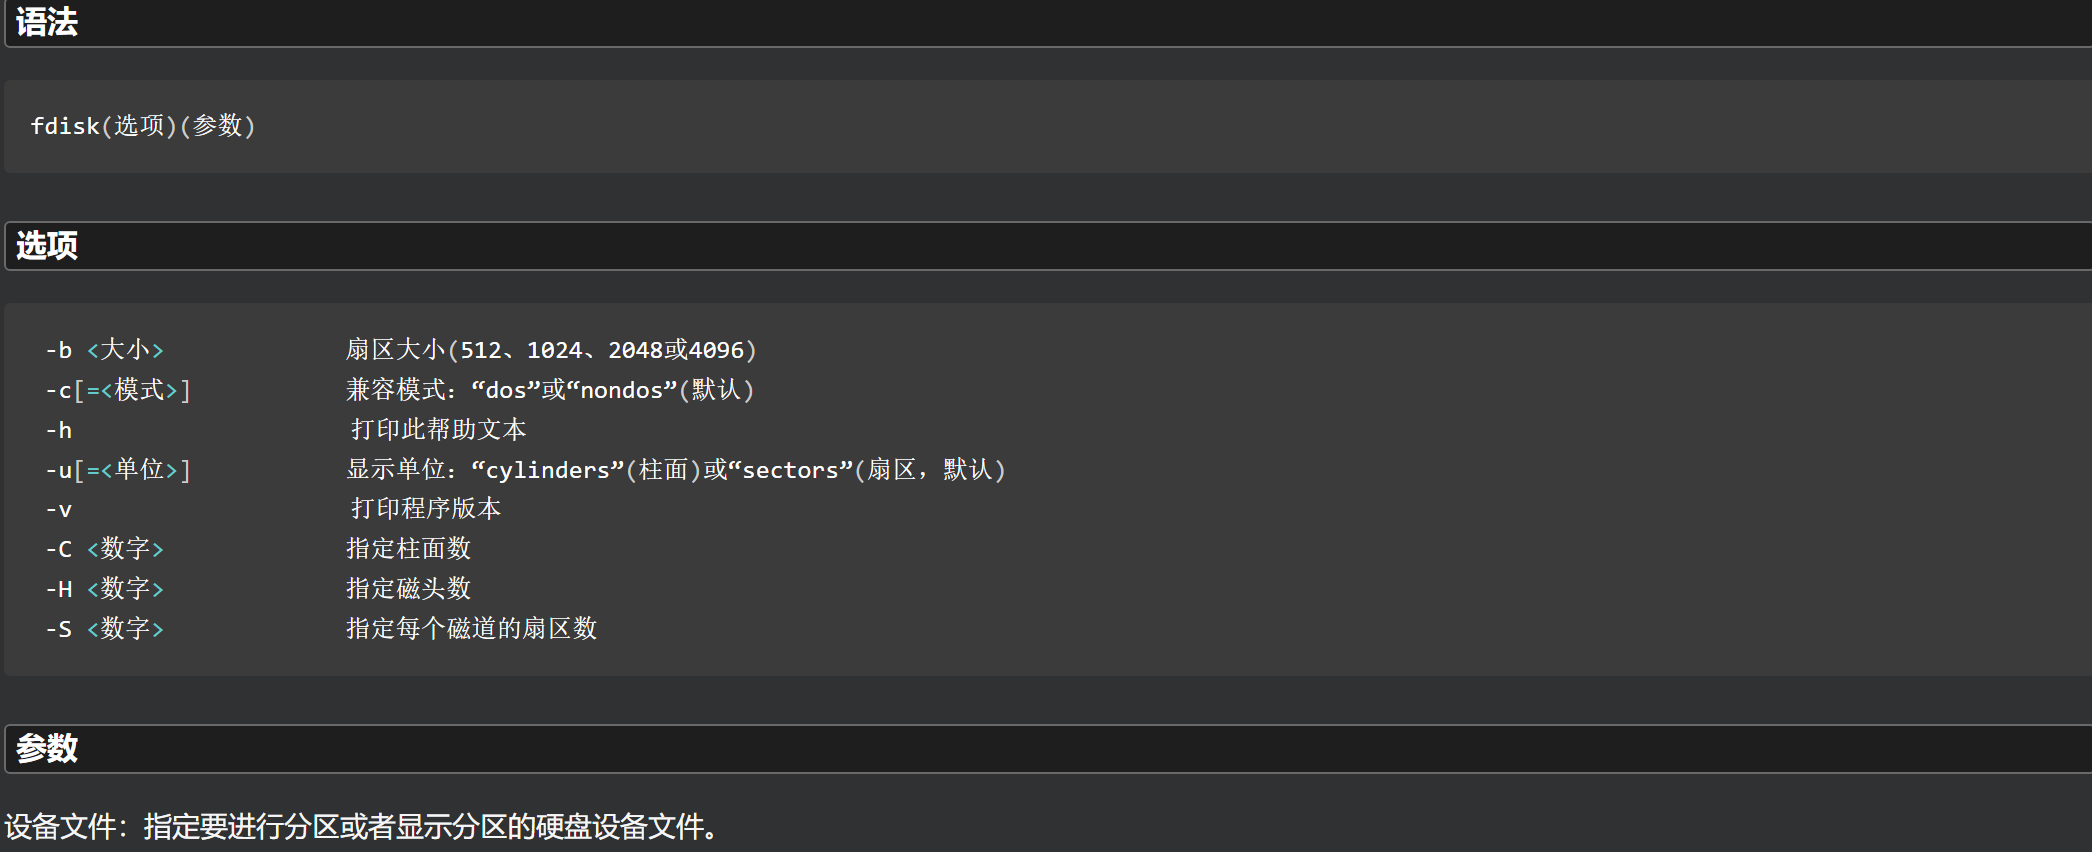 语法
fdisk(选项)(参数)
选项
-b <大小> 扇区大小(512、1024、2048或4096)
-c[=<模式>] 兼容模式：“dos”或“nondos”(默认)
-h 打印此帮助文本
-u[=<单位>] 显示单位：“cylinders”(柱面)或“sectors”(扇区，默认)
-v 打印程序版本
-C <数字> 指定柱面数
-H <数字> 指定磁头数
-S <数字> 指定每个磁道的扇区数
参数
设备文件：指定要进行分区或者显示分区的硬盘设备文件。